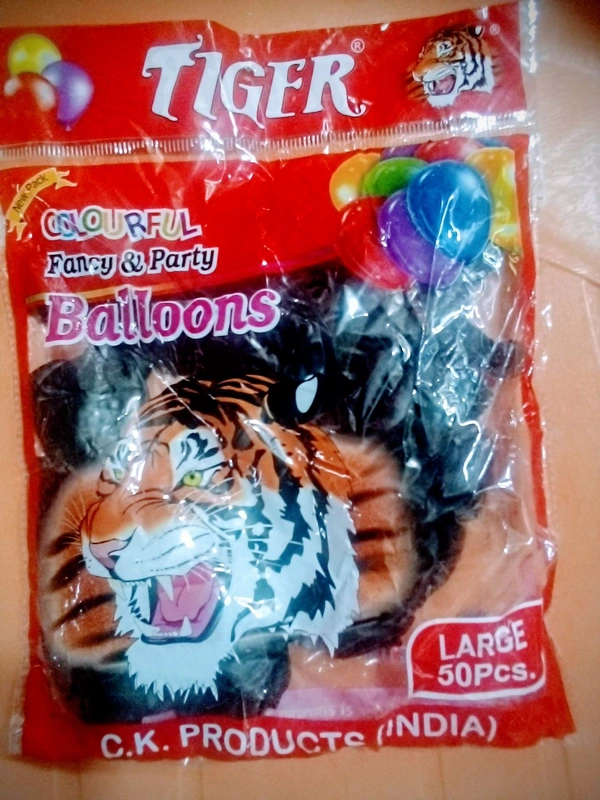 TIGER®
®
New Pack
COLOURFUL
Fancy & Party
Balloons
LARGE
50Pcs.
C.K. PRODUCTS (INDIA)